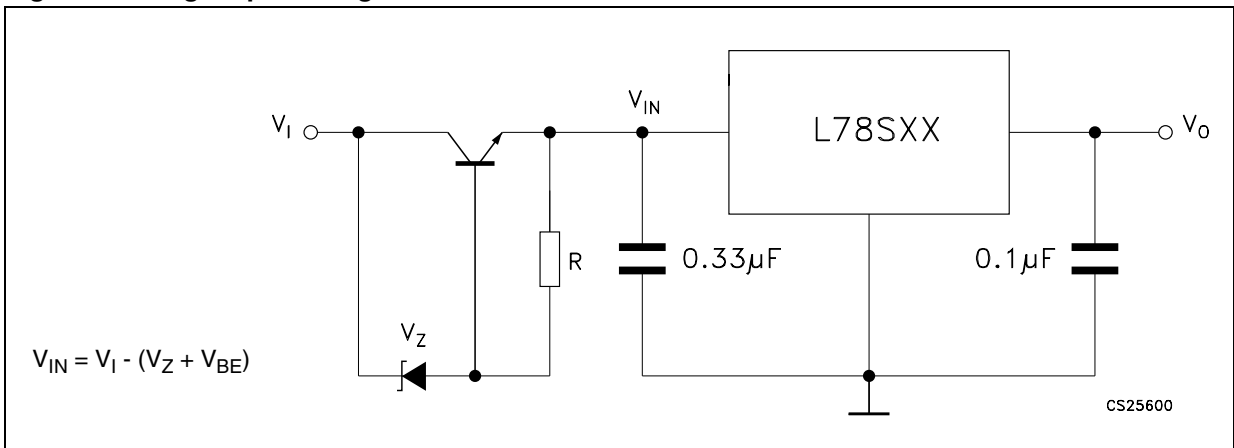 V_IN
V_I
L78SXX
V_O
R
0.33µF
0.1µF
V_Z
V_IN = V_I - (V_Z + V_BE)
CS25600